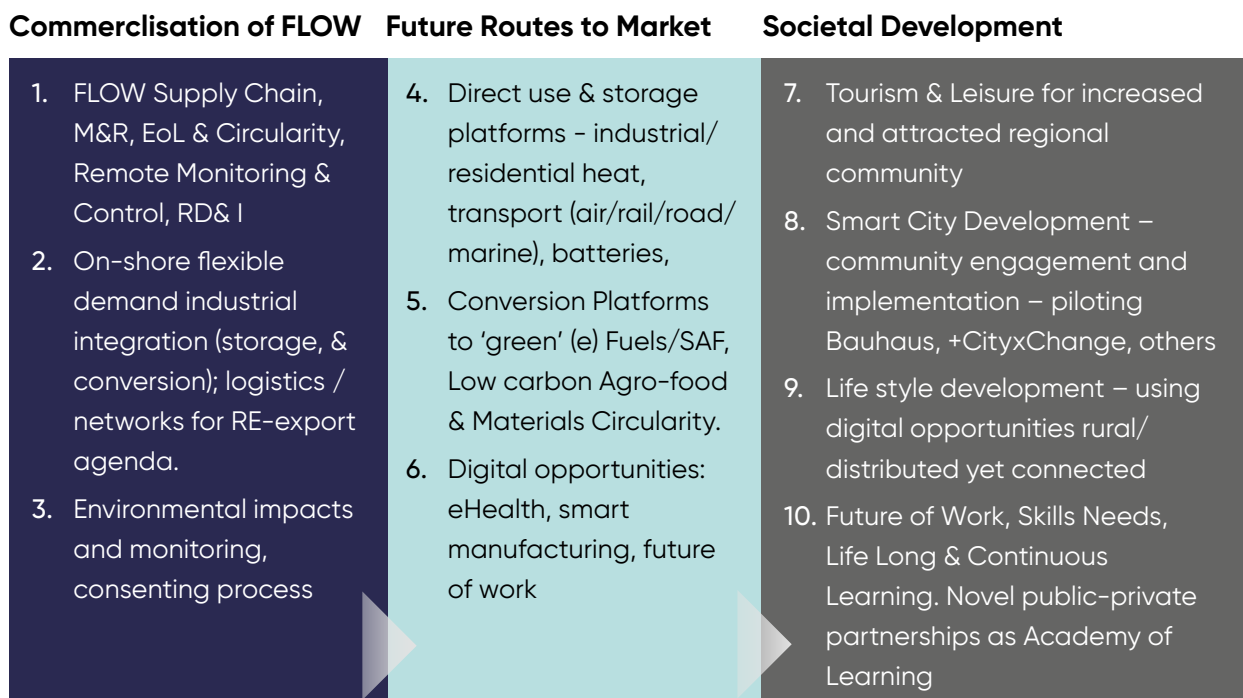 Commerclisation of FLOW
1. FLOW Supply Chain,
M&R, EoL & Circularity,
Remote Monitoring &
Control, RD& I
2. On-shore flexible
demand industrial
integration (storage, &
conversion); logistics /
networks for RE-export
agenda.
3. Environmental impacts
and monitoring,
consenting process
Future Routes to Market
4. Direct use & storage
platforms - industrial/
residential heat,
transport (air/rail/road/
marine), batteries,
5. Conversion Platforms
to ‘green’ (e) Fuels/SAF,
Low carbon Agro-food
& Materials Circularity.
6. Digital opportunities:
eHealth, smart
manufacturing, future
of work
Societal Development
7. Tourism & Leisure for increased
and attracted regional
community
8. Smart City Development –
community engagement and
implementation – piloting
Bauhaus, +CityxChange, others
9. Life style development – using
digital opportunities rural/
distributed yet connected
10. Future of Work, Skills Needs,
Life Long & Continuous
Learning. Novel public-private
partnerships as Academy of
Learning